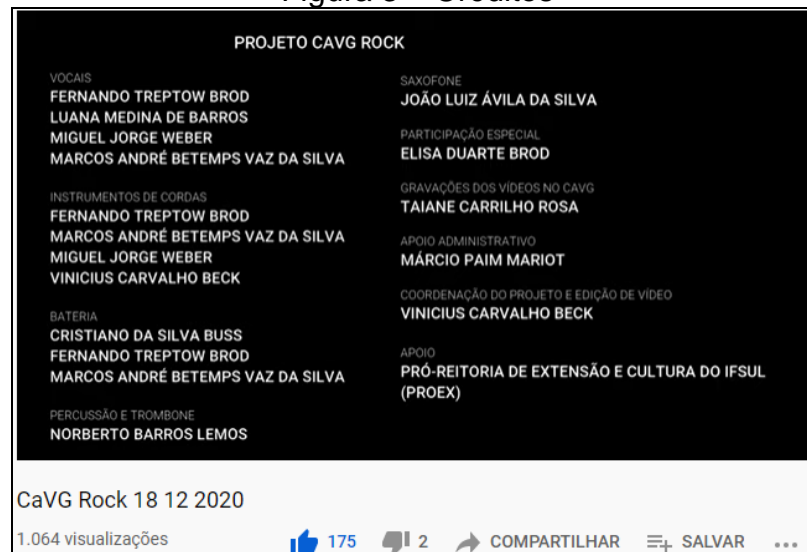 PROJETO CAVG ROCK
VOCAIS
FERNANDO TREPTOW BROD
LUANA MEDINA DE BARROS
MIGUEL JORGE WEBER
MARCOS ANDRÉ BETEMPS VAZ DA SILVA
INSTRUMENTOS DE CORDAS
FERNANDO TREPTOW BROD
MARCOS ANDRÉ BETEMPS VAZ DA SILVA
MIGUEL JORGE WEBER
VINICIUS CARVALHO BECK
BATERIA
CRISTIANO DA SILVA BUSS
FERNANDO TREPTOW BROD
MARCOS ANDRÉ BETEMPS VAZ DA SILVA
PERCUSSÃO E TROMBONE
NORBERTO BARROS LEMOS
SAXOFONE
JOÃO LUIZ ÁVILA DA SILVA
PARTICIPAÇÃO ESPECIAL
ELISA DUARTE BROD
GRAVAÇÕES DOS VÍDEOS NO CAVG
TAIANE CARRILHO ROSA
APOIO ADMINISTRATIVO
MÁRCIO PAIM MARIOT
COORDENAÇÃO DO PROJETO E EDIÇÃO DE VÍDEO
VINICIUS CARVALHO BECK
APOIO
PRÓ-REITORIA DE EXTENSÃO E CULTURA DO IFSUL
(PROEX)
CaVG Rock 18 12 2020
1.064 visualizações 175 2 COMPARTILHAR SALVAR ...